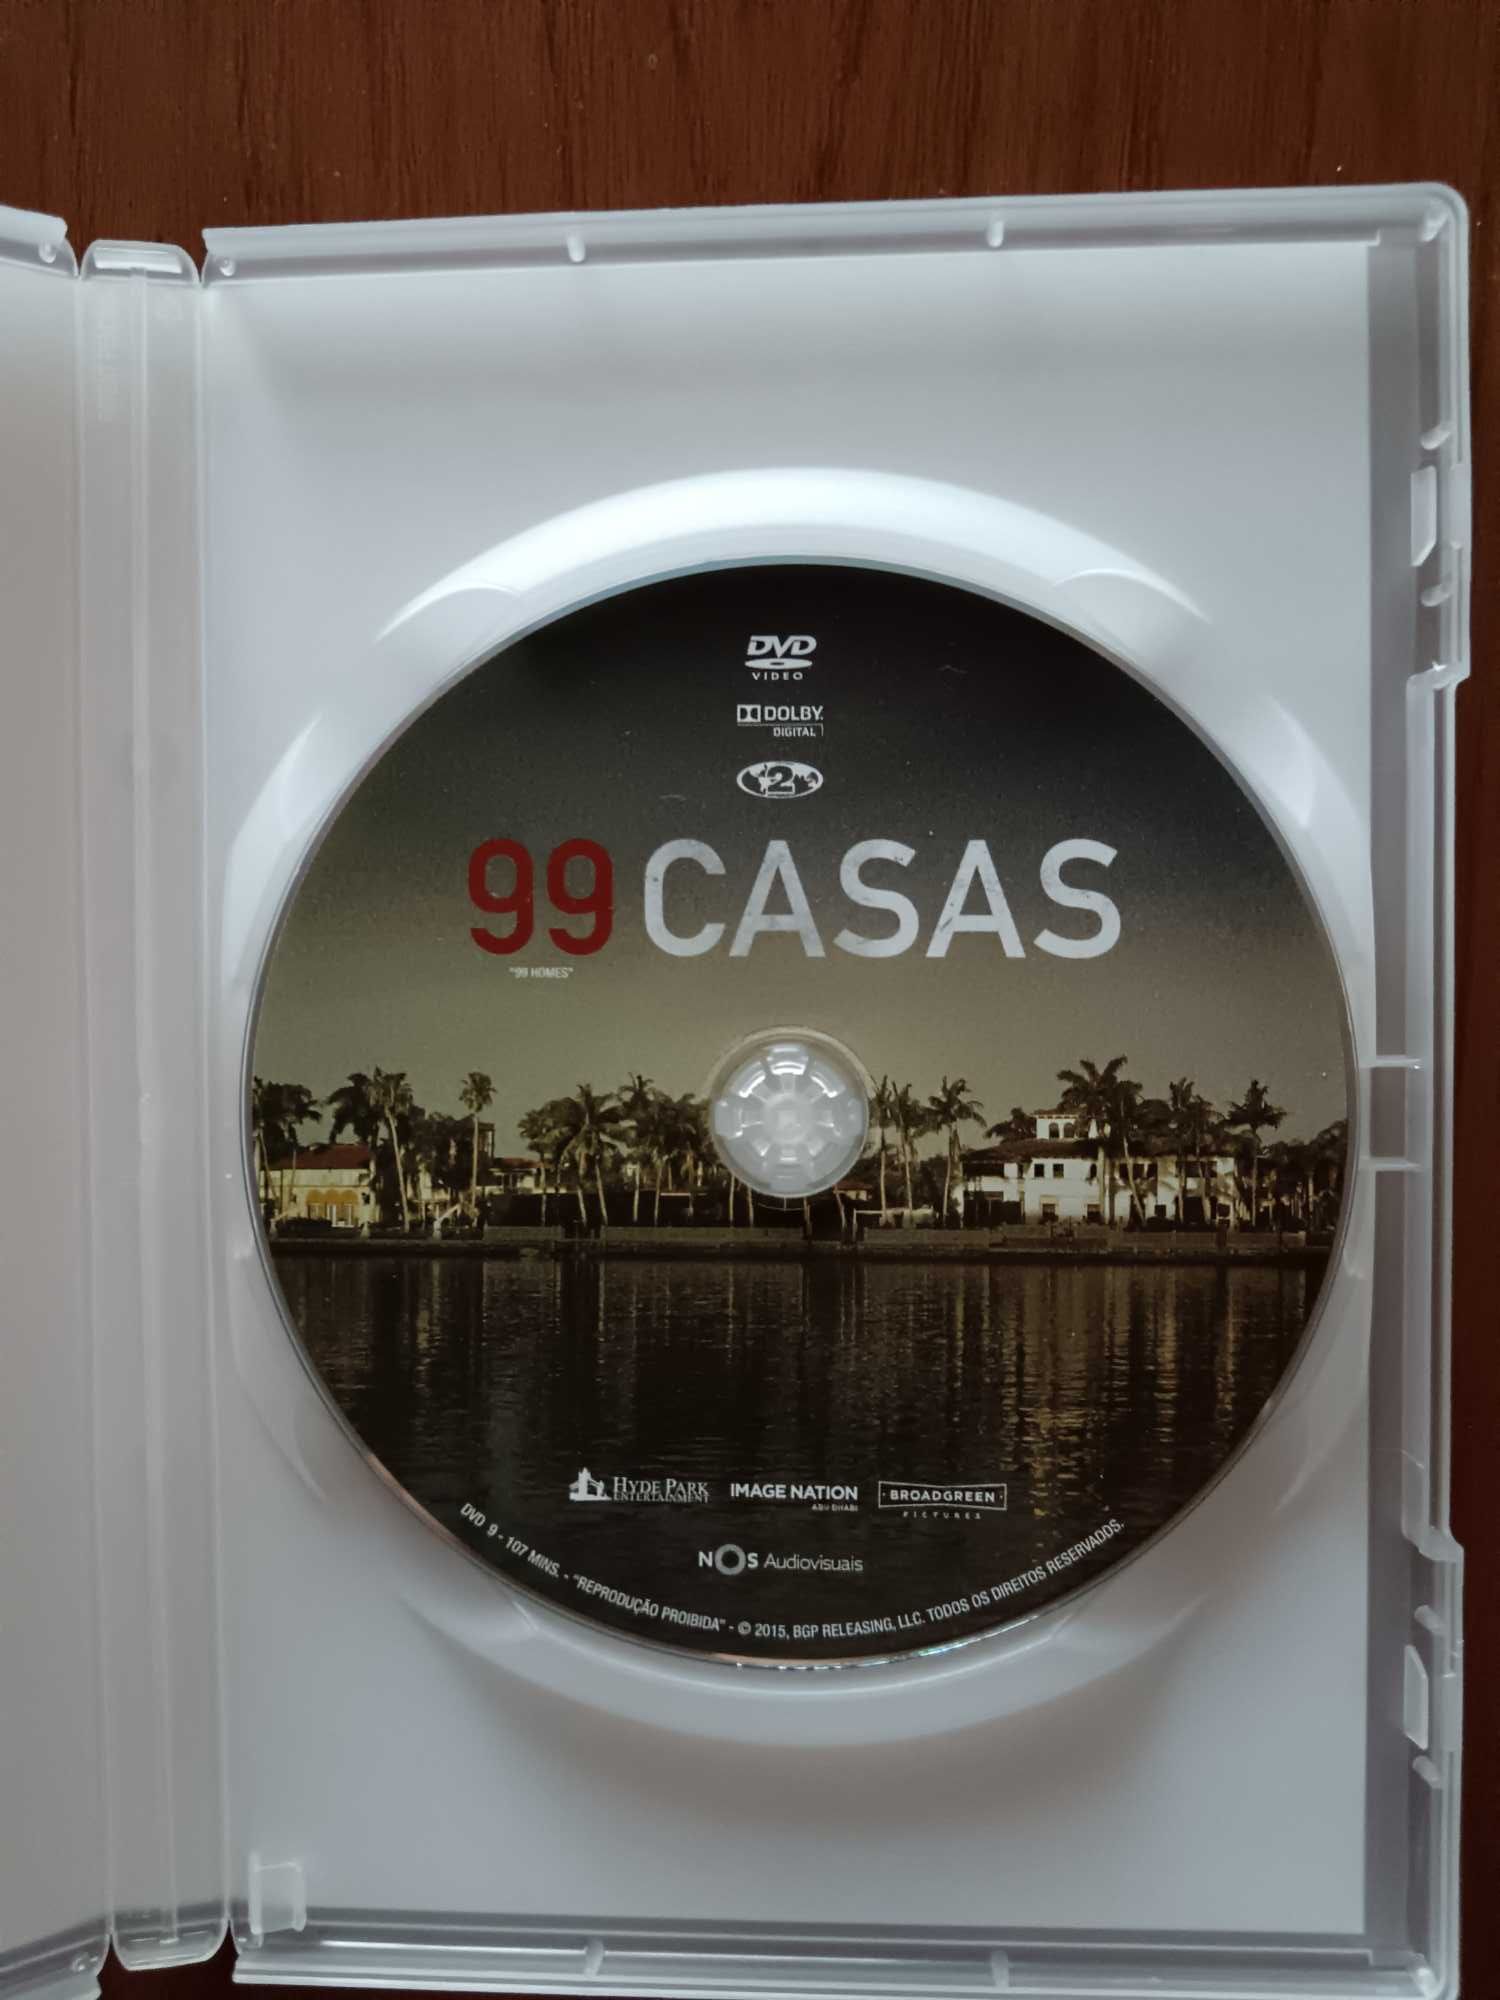 DVD
VIDEO
DOLBY
DIGITAL
2
99 CASAS
"99 HOMES"
HYDE PARK
ENTERTAINMENT
IMAGE NATION
ABU DHABI
BROADGREEN
PICTURES
NOS Audiovisuais
DVD 9 - 107 MINS. - "REPRODUÇÃO PROIBIDA" - © 2015, BGP RELEASING, LLC. TODOS OS DIREITOS RESERVADOS.